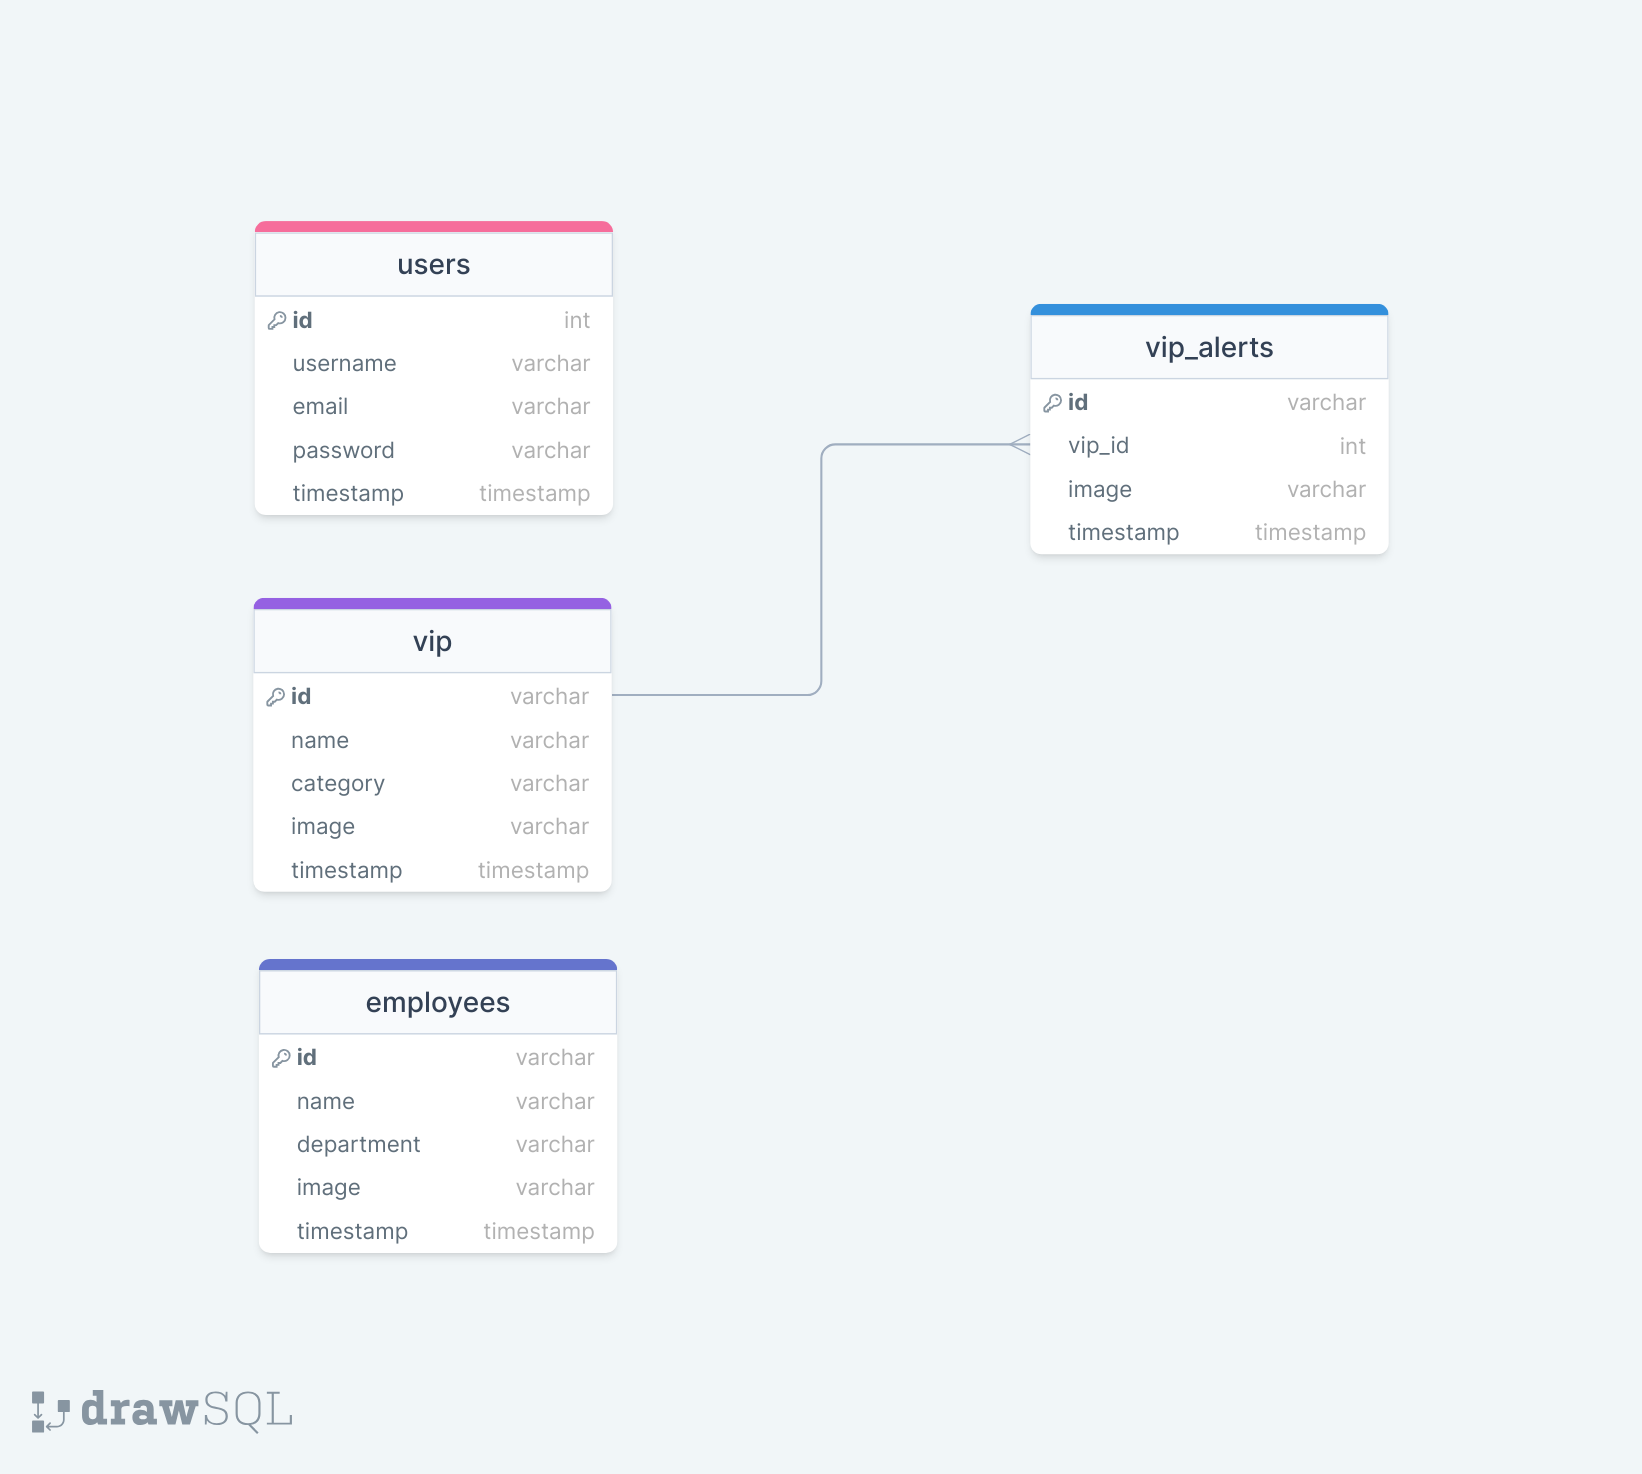 users
id int
username varchar
email varchar
password varchar
timestamp timestamp
vip_alerts
id varchar
vip_id int
image varchar
timestamp timestamp
vip
id varchar
name varchar
category varchar
image varchar
timestamp timestamp
employees
id varchar
name varchar
department varchar
image varchar
timestamp timestamp
drawSQL